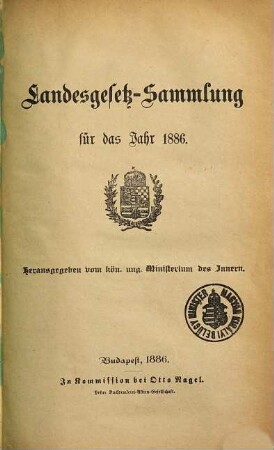 Landesgesetz-Sammlung
für das Jahr 1886.
Herausgegeben vom kön. ung. Ministerium des Innern.
Budapest, 1886.
In Kommission bei Otto Nagel.